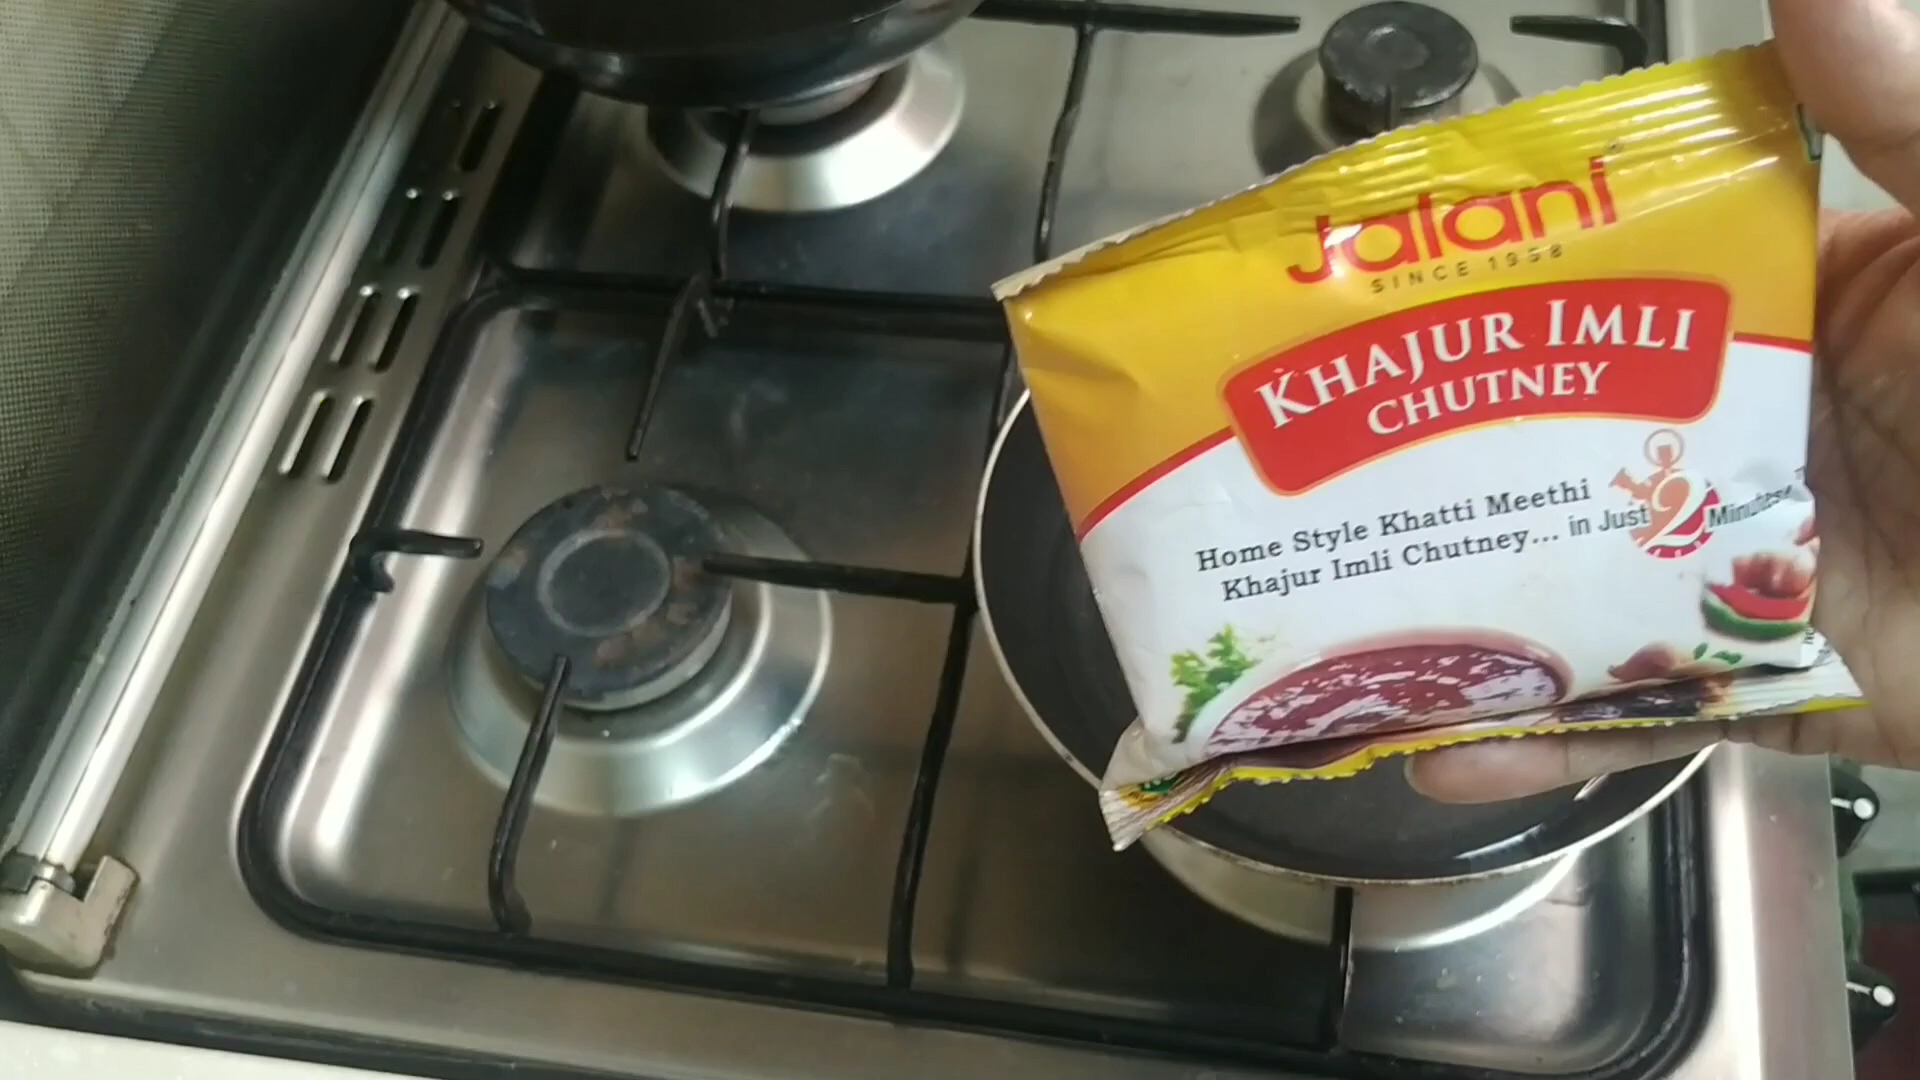 Jalani
SINCE 1958
KHAJUR IMLI
CHUTNEY
Home Style Khatti Meethi
Khajur Imli Chutney... in Just 2 Minutes*